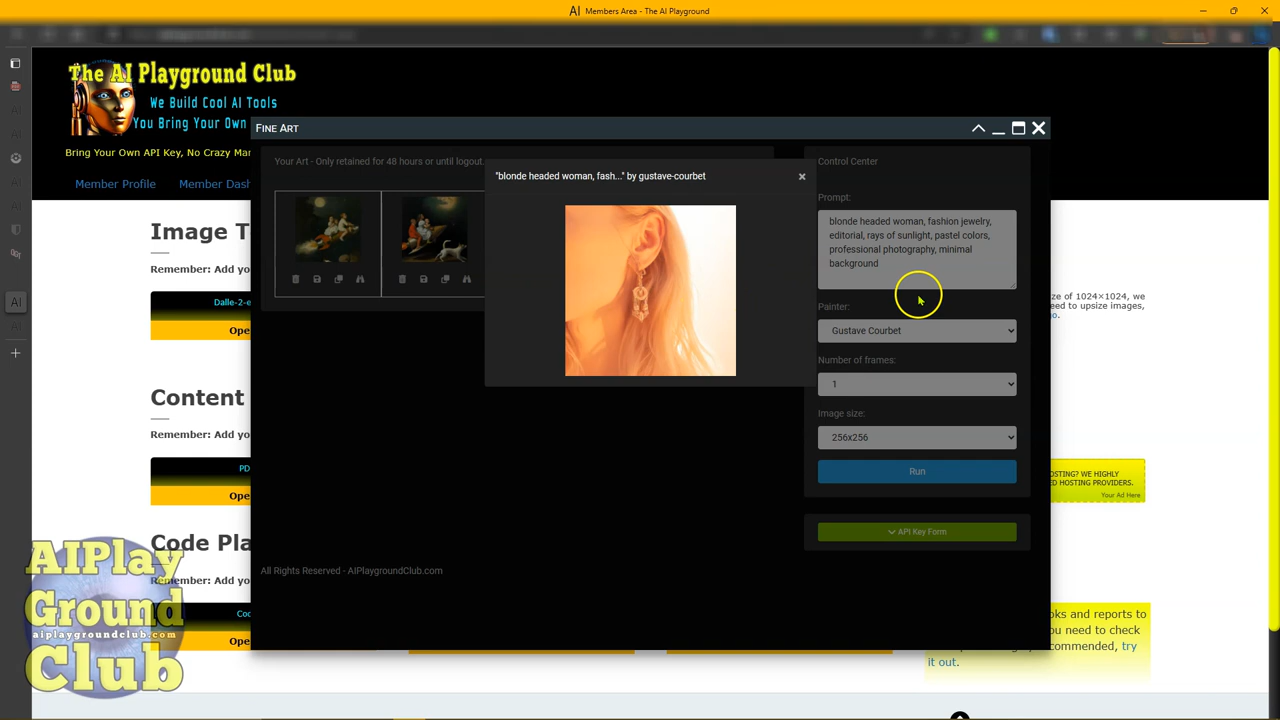 AI Members Area - The AI Playground
The AI Playground Club
We Build Cool AI Tools
You Bring Your Own
Bring Your Own API Key, No Crazy Mar
Member Profile
Member Dash
Image T
Remember: Add yo
Dalle-2-e
Ope
Content
Remember: Add yo
PD
Ope
Code Pla
Remember: Add yo
Coo
Ope
FINE ART
Your Art - Only retained for 48 hours or until logout.
"blonde headed woman, fash..." by gustave-courbet
×
Control Center
Prompt:
blonde headed woman, fashion jewelry,
editorial, rays of sunlight, pastel colors,
professional photography, minimal
background
Painter:
Gustave Courbet
Number of frames:
1
Image size:
256x256
Run
API Key Form
All Rights Reserved - AIPlaygroundClub.com
ze of 1024×1024, we
eed to upsize images,
o.
OSTING? WE HIGHLY
ED HOSTING PROVIDERS.
Your Ad Here
oks and reports to
ou need to check
commended, try
it out.
AI
AIPlay
Ground
aiplaygroundclub.com
Club